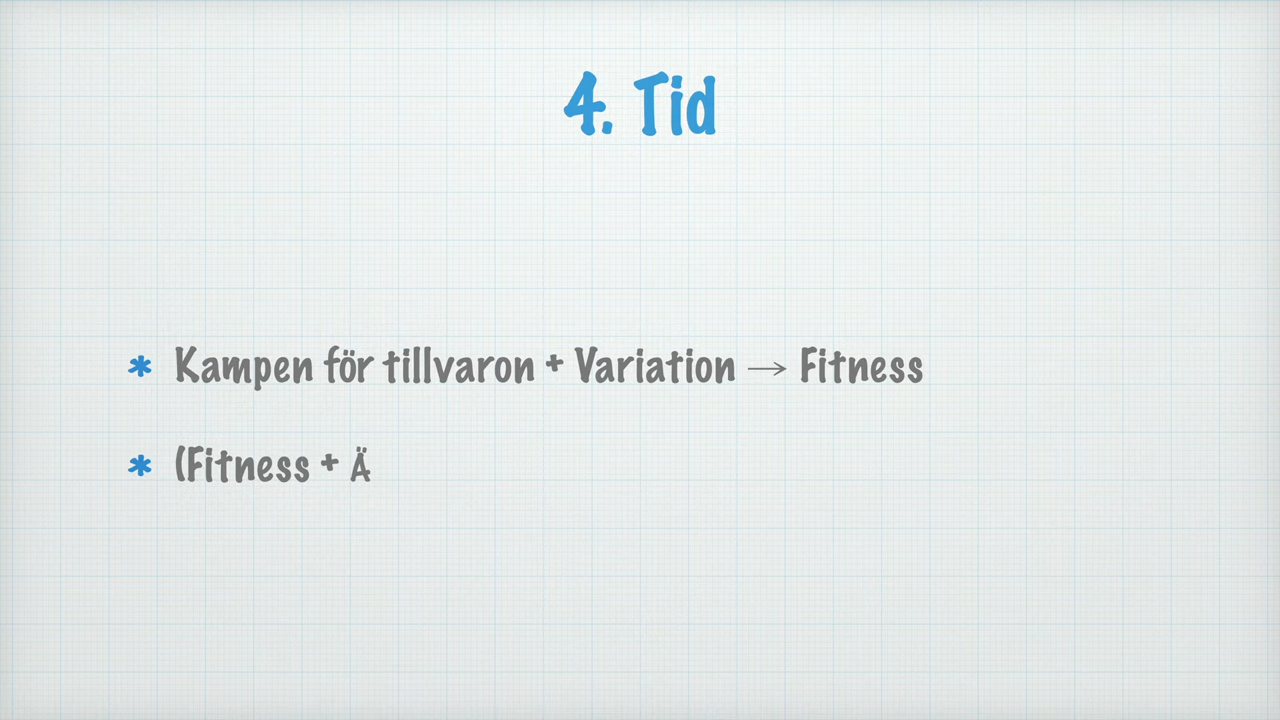 4. Tid
* Kampen för tillvaron + Variation → Fitness
* (Fitness + Ä